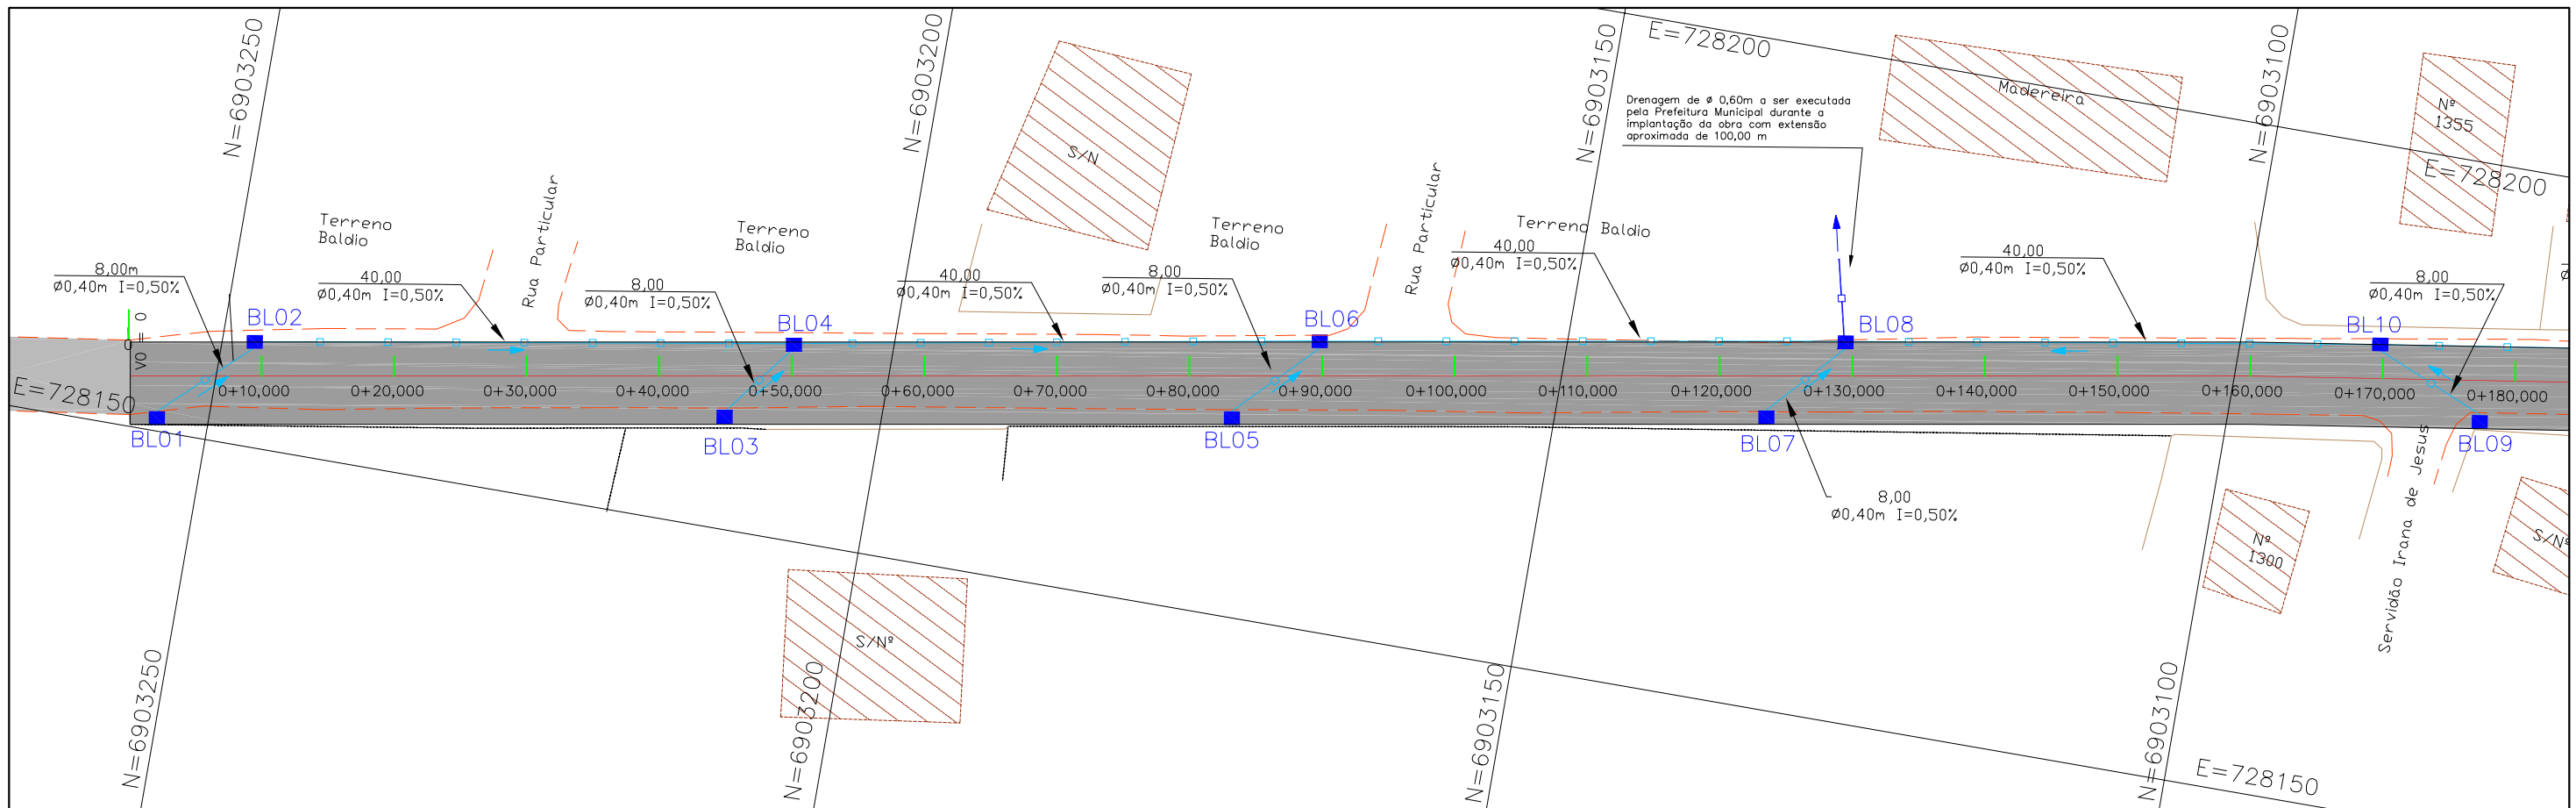 N=6903250
N=6903200
N=6903150
E=728200
N=6903100
Drenagem de ø 0,60m a ser executada
pela Prefeitura Municipal durante a
implantação da obra com extensão
aproximada de 100,00 m
Madereira
Nº
1355
E=728200
S/N
Terreno
Baldio
Rua Particular
Terreno
Baldio
Terreno
Baldio
Rua Particular
Terreno Baldio
8,00m
ø0,40m I=0,50%
40,00
ø0,40m I=0,50%
8,00
ø0,40m I=0,50%
40,00
ø0,40m I=0,50%
8,00
ø0,40m I=0,50%
40,00
ø0,40m I=0,50%
40,00
ø0,40m I=0,50%
8,00
ø0,40m I=0,50%
ø
BL02
BL04
BL06
BL08
BL10
0
V0 = 0
E=728150
0+10,000
0+20,000
0+30,000
0+40,000
0+50,000
0+60,000
0+70,000
0+80,000
0+90,000
0+100,000
0+110,000
0+120,000
0+130,000
0+140,000
0+150,000
0+160,000
0+170,000
0+180,000
BL01
BL03
BL05
BL07
BL09
8,00
ø0,40m I=0,50%
Servidão Irana de Jesus
Nº
1300
S/Nº
S/Nº
N=6903250
N=6903200
N=6903150
N=6903100
E=728150